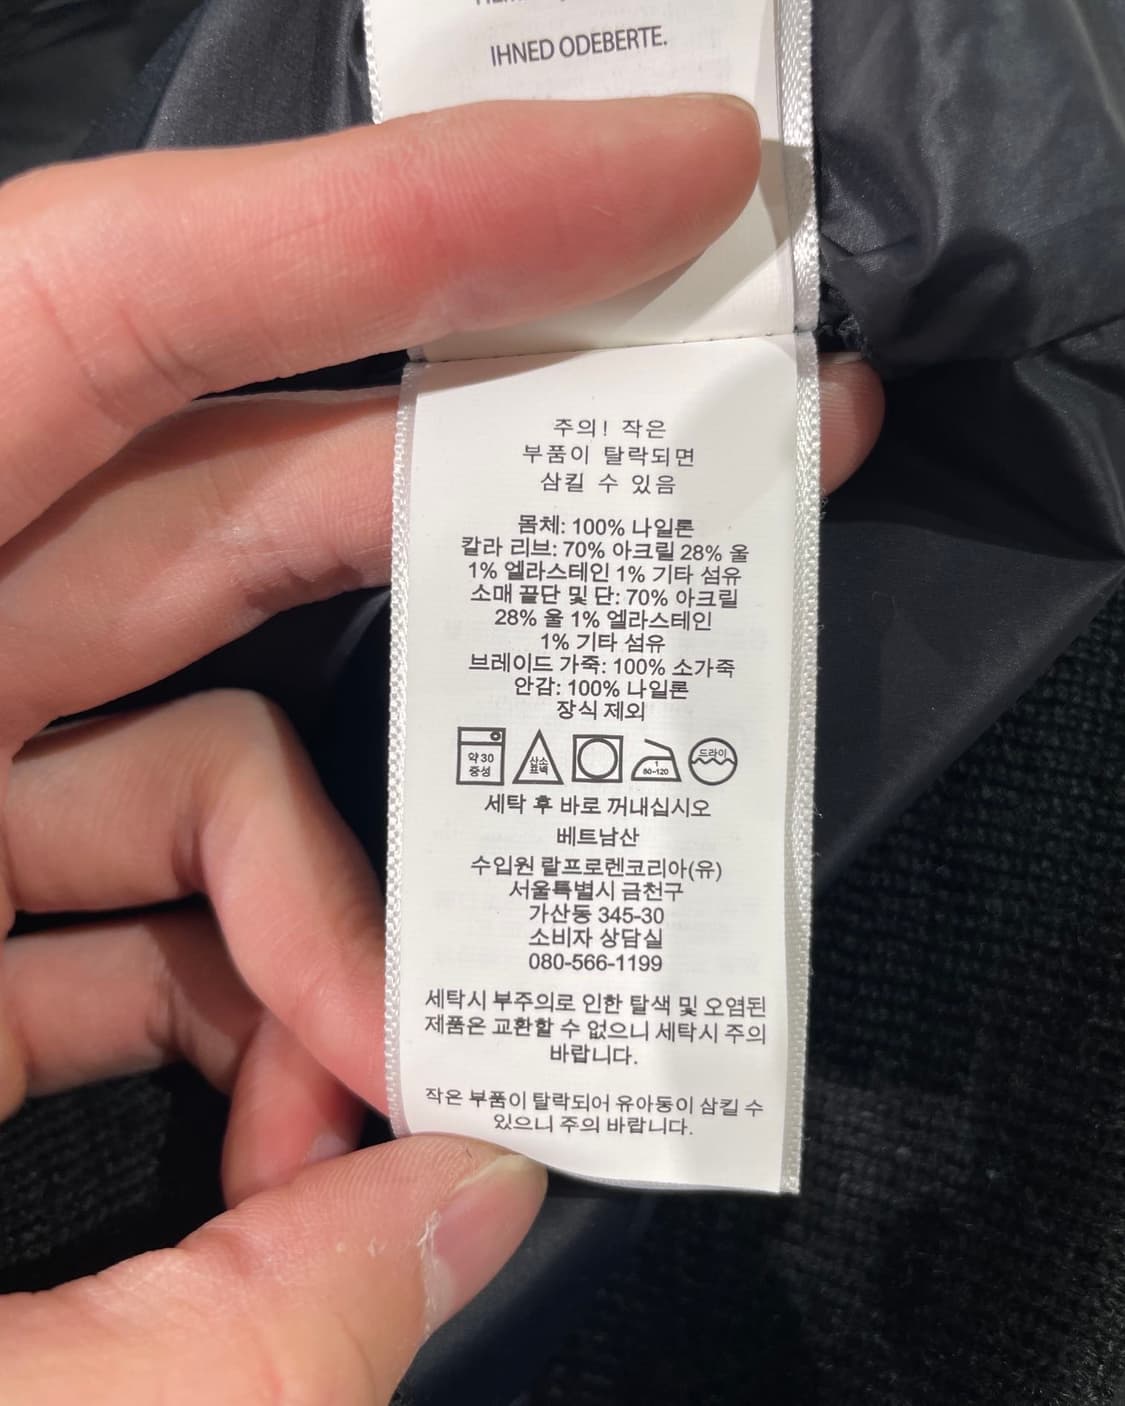 IHNED ODEBERTE.
주의! 작은
부품이 탈락되면
삼킬 수 있음
몸체: 100% 나일론
칼라 리브: 70% 아크릴 28% 울
1% 엘라스테인 1% 기타 섬유
소매 끝단 및 단: 70% 아크릴
28% 울 1% 엘라스테인
1% 기타 섬유
브레이드 가죽: 100% 소가죽
안감: 100% 나일론
장식 제외
약 30
중성
산소
표백
1
80-120
드라이
세탁 후 바로 꺼내십시오
베트남산
수입원 랄프로렌코리아(유)
서울특별시 금천구
가산동 345-30
소비자 상담실
080-566-1199
세탁시 부주의로 인한 탈색 및 오염된
제품은 교환할 수 없으니 세탁시 주의
바랍니다.
작은 부품이 탈락되어 유아동이 삼킬 수
있으니 주의 바랍니다.